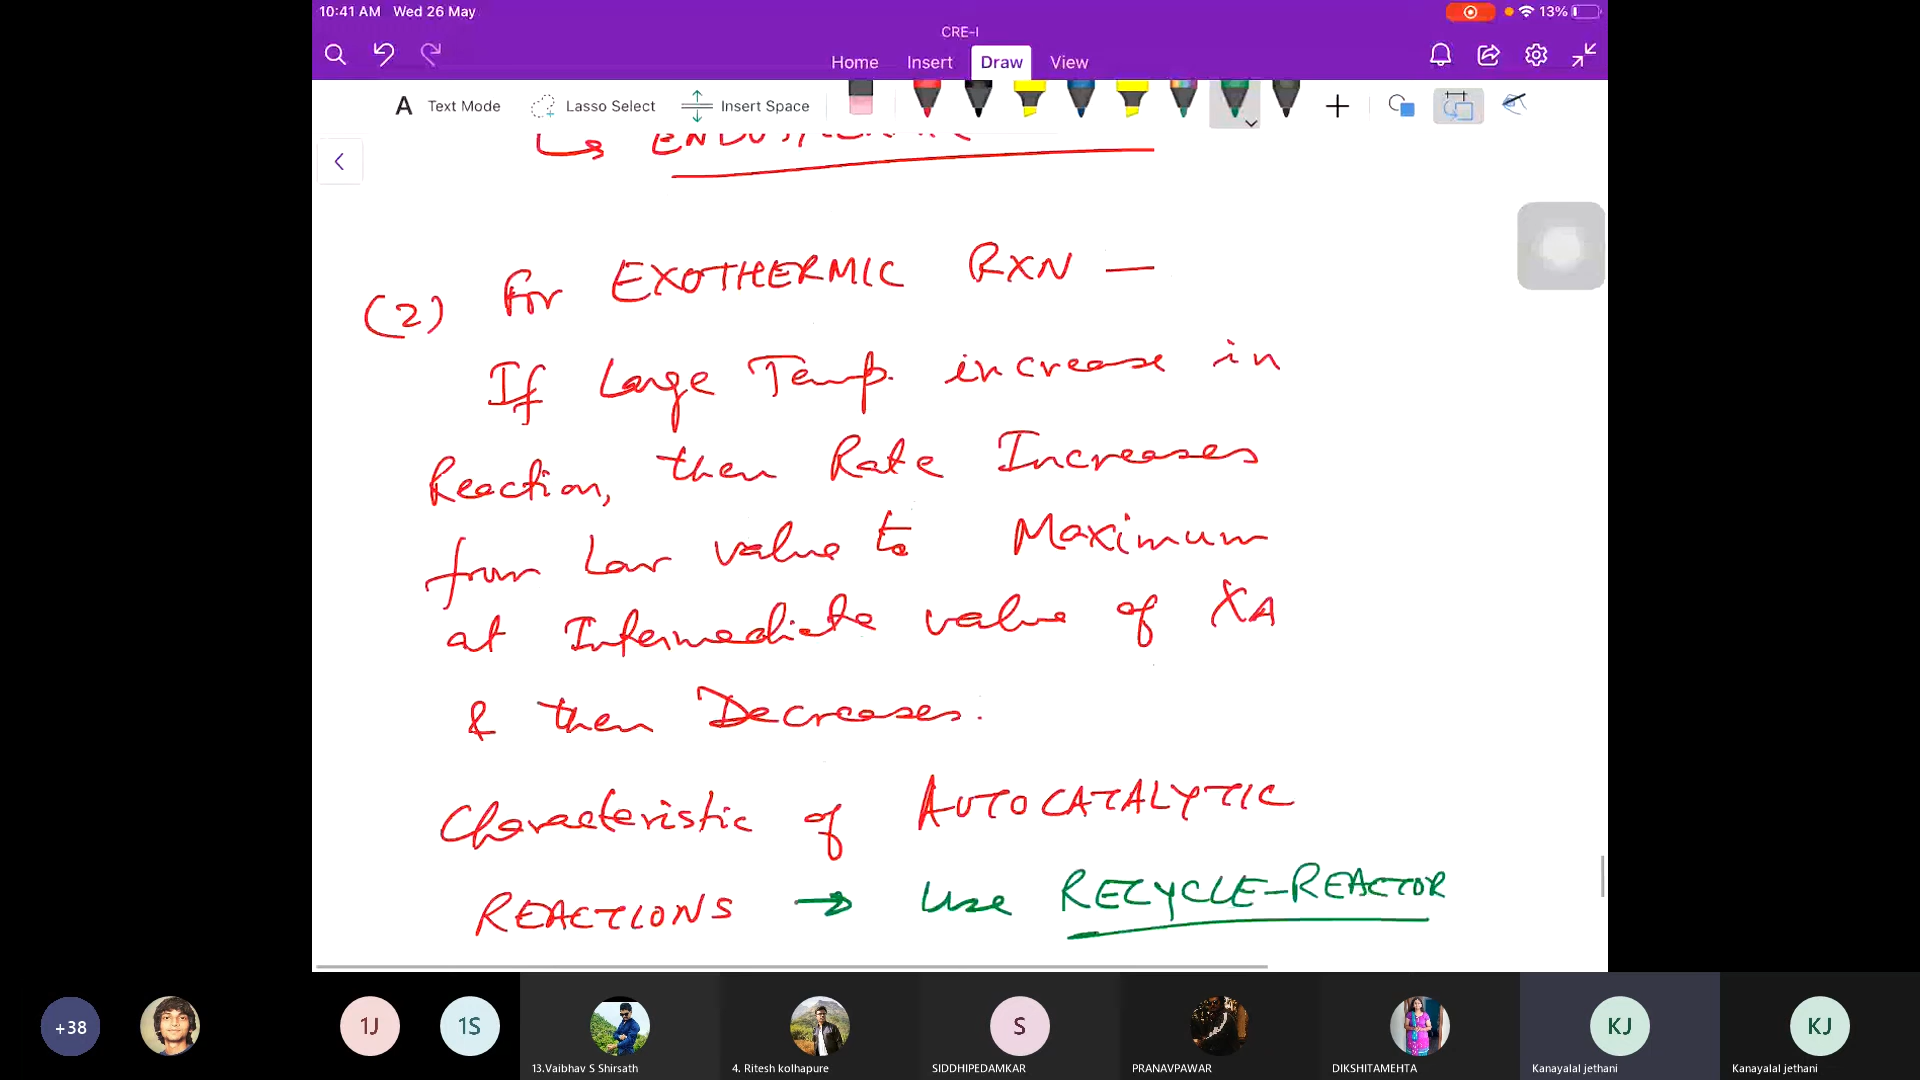 10:41 AM Wed 26 May
13%
CRE-I
Home Insert Draw View
A Text Mode Lasso Select Insert Space
(2) For EXOTHERMIC RXN —
If Large Temp. increase in
Reaction, then Rate Increases
from Low value to Maximum
at Intermediate value of XA
& then Decreases.
Characteristic of AUTOCATALYTIC
REACTIONS → Use RECYCLE-REACTOR
+38
1J
1S
S
KJ
KJ
13.Vaibhav S Shirsath
4. Ritesh kolhapure
SIDDHIPEDAMKAR
PRANAVPAWAR
DIKSHITAMEHTA
Kanayalal jethani
Kanayalal jethani